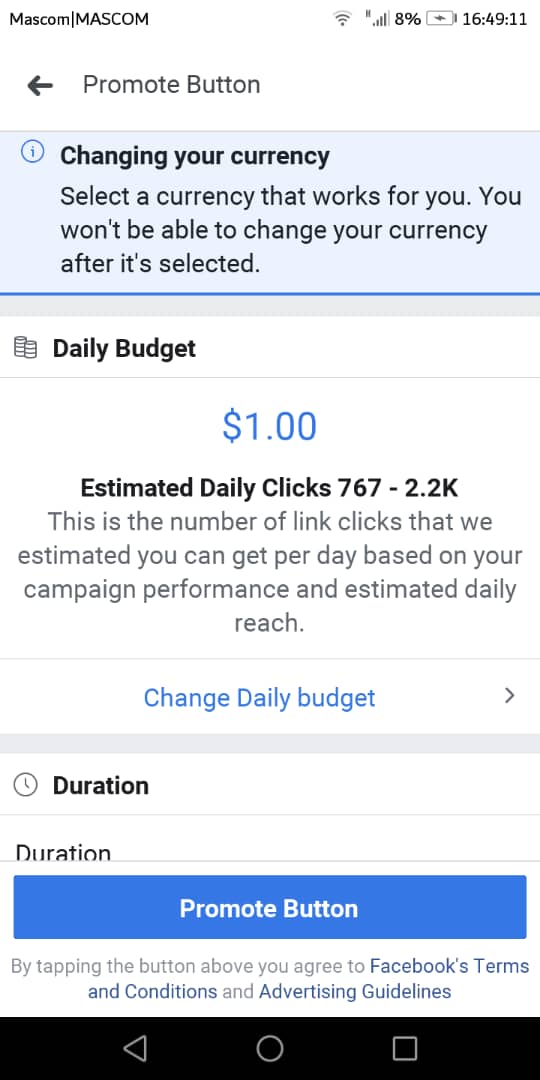 Mascom|MASCOM
H 8% 16:49:11
Promote Button
Changing your currency
Select a currency that works for you. You
won't be able to change your currency
after it's selected.
Daily Budget
$1.00
Estimated Daily Clicks 767 - 2.2K
This is the number of link clicks that we
estimated you can get per day based on your
campaign performance and estimated daily
reach.
Change Daily budget
Duration
Duration
Promote Button
By tapping the button above you agree to Facebook's Terms
and Conditions and Advertising Guidelines